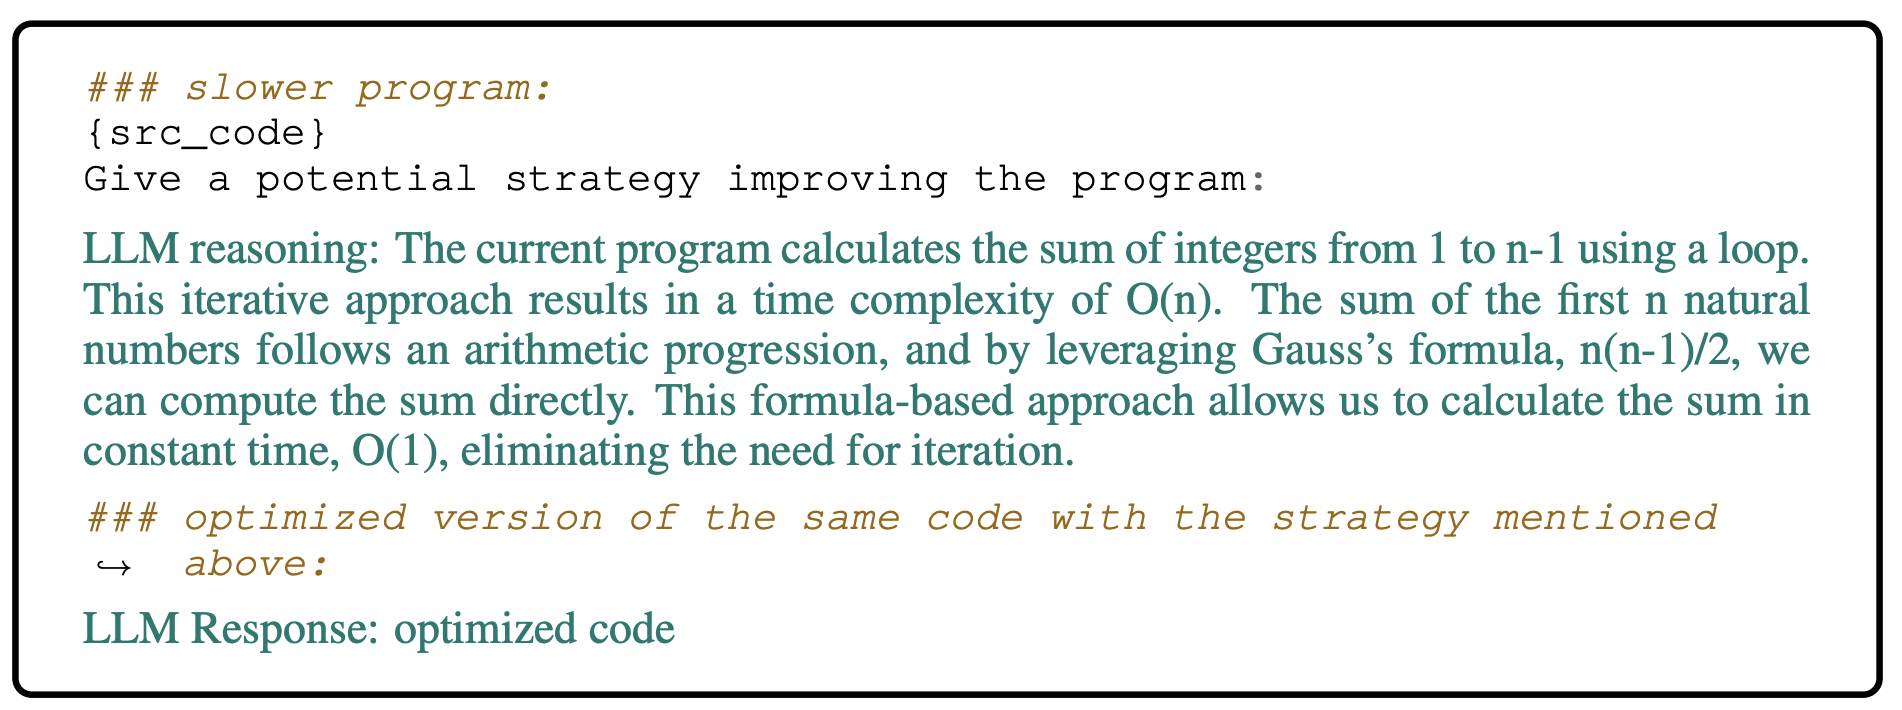 ### slower program:
{src_code}
Give a potential strategy improving the program:
LLM reasoning: The current program calculates the sum of integers from 1 to n-1 using a loop.
This iterative approach results in a time complexity of O(n). The sum of the first n natural
numbers follows an arithmetic progression, and by leveraging Gauss’s formula, n(n-1)/2, we
can compute the sum directly. This formula-based approach allows us to calculate the sum in
constant time, O(1), eliminating the need for iteration.
### optimized version of the same code with the strategy mentioned
↪ above:
LLM Response: optimized code